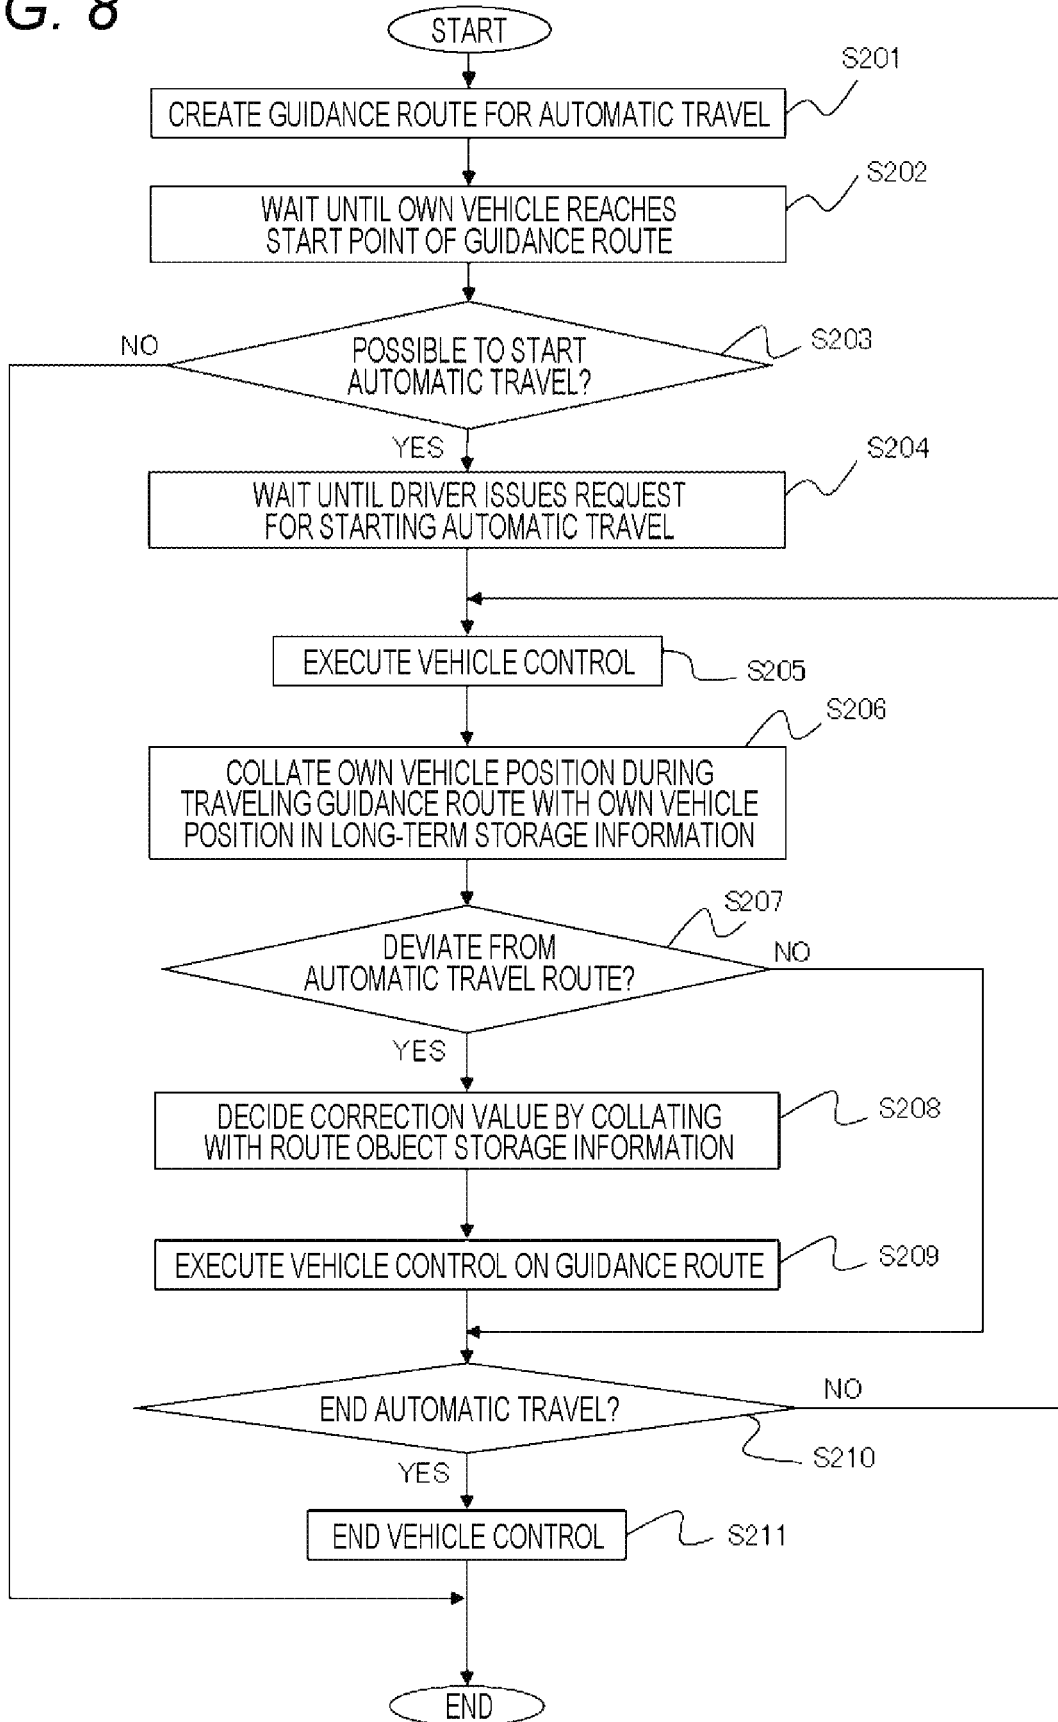 G. 8
START
S201
CREATE GUIDANCE ROUTE FOR AUTOMATIC TRAVEL
S202
WAIT UNTIL OWN VEHICLE REACHES
START POINT OF GUIDANCE ROUTE
NO
S203
POSSIBLE TO START
AUTOMATIC TRAVEL?
YES
S204
WAIT UNTIL DRIVER ISSUES REQUEST
FOR STARTING AUTOMATIC TRAVEL
EXECUTE VEHICLE CONTROL
S205
S206
COLLATE OWN VEHICLE POSITION DURING
TRAVELING GUIDANCE ROUTE WITH OWN VEHICLE
POSITION IN LONG-TERM STORAGE INFORMATION
S207
DEVIATE FROM
AUTOMATIC TRAVEL ROUTE?
NO
YES
DECIDE CORRECTION VALUE BY COLLATING
WITH ROUTE OBJECT STORAGE INFORMATION
S208
EXECUTE VEHICLE CONTROL ON GUIDANCE ROUTE
S209
END AUTOMATIC TRAVEL?
NO
S210
YES
END VEHICLE CONTROL
S211
END